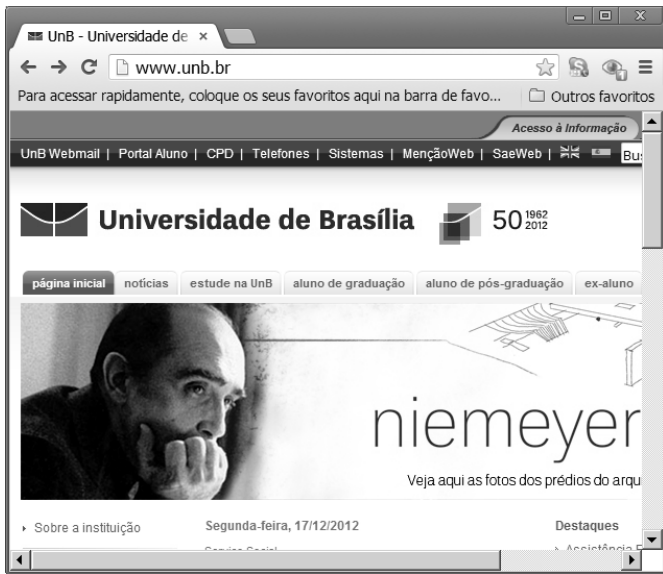 UnB - Universidade de
www.unb.br
Para acessar rapidamente, coloque os seus favoritos aqui na barra de favo... Outros favoritos
Acesso à Informação
UnB Webmail | Portal Aluno | CPD | Telefones | Sistemas | MençãoWeb | SaeWeb |
Universidade de Brasília 50 1962 2012
página inicial notícias estude na UnB aluno de graduação aluno de pós-graduação ex-aluno
niemeyer
Veja aqui as fotos dos prédios do arqu
Sobre a instituição Segunda-feira, 17/12/2012 Destaques